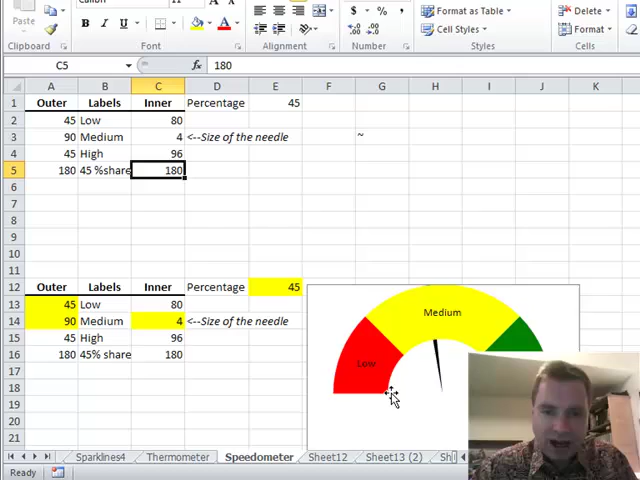 Paste
Calibri
11
B I U
$ % ,
Format as Table
Cell Styles
Delete
Format
Clipboard Font Alignment Number Styles Cells
C5 fx 180
A B C D E F G H I J K
1 Outer Labels Inner Percentage 45
2 45 Low 80
3 90 Medium 4 <--Size of the needle ~
4 45 High 96
5 180 45 %share 180
6
7
8
9
10
11
12 Outer Labels Inner Percentage 45
13 45 Low 80
14 90 Medium 4 <--Size of the needle
15 45 High 96
16 180 45% share 180
17
18
19
20
21
Medium
Low
Sparklines4 Thermometer Speedometer Sheet12 Sheet13 (2)
Ready